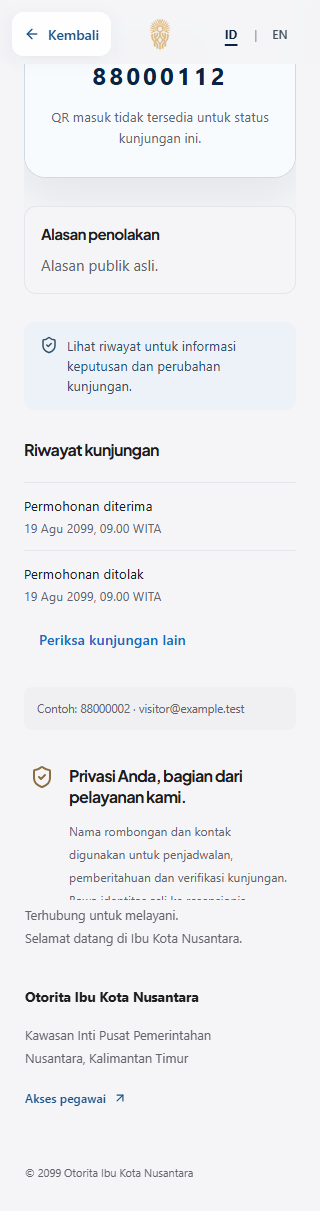 Kembali
ID | EN
88000112
QR masuk tidak tersedia untuk status
kunjungan ini.
Alasan penolakan
Alasan publik asli.
Lihat riwayat untuk informasi
keputusan dan perubahan
kunjungan.
Riwayat kunjungan
Permohonan diterima
19 Agu 2099, 09.00 WITA
Permohonan ditolak
19 Agu 2099, 09.00 WITA
Periksa kunjungan lain
Contoh: 88000002 · visitor@example.test
Privasi Anda, bagian dari
pelayanan kami.
Nama rombongan dan kontak
digunakan untuk penjadwalan,
pemberitahuan dan verifikasi kunjungan.
Terhubung untuk melayani.
Selamat datang di Ibu Kota Nusantara.
Otorita Ibu Kota Nusantara
Kawasan Inti Pusat Pemerintahan
Nusantara, Kalimantan Timur
Akses pegawai
© 2099 Otorita Ibu Kota Nusantara